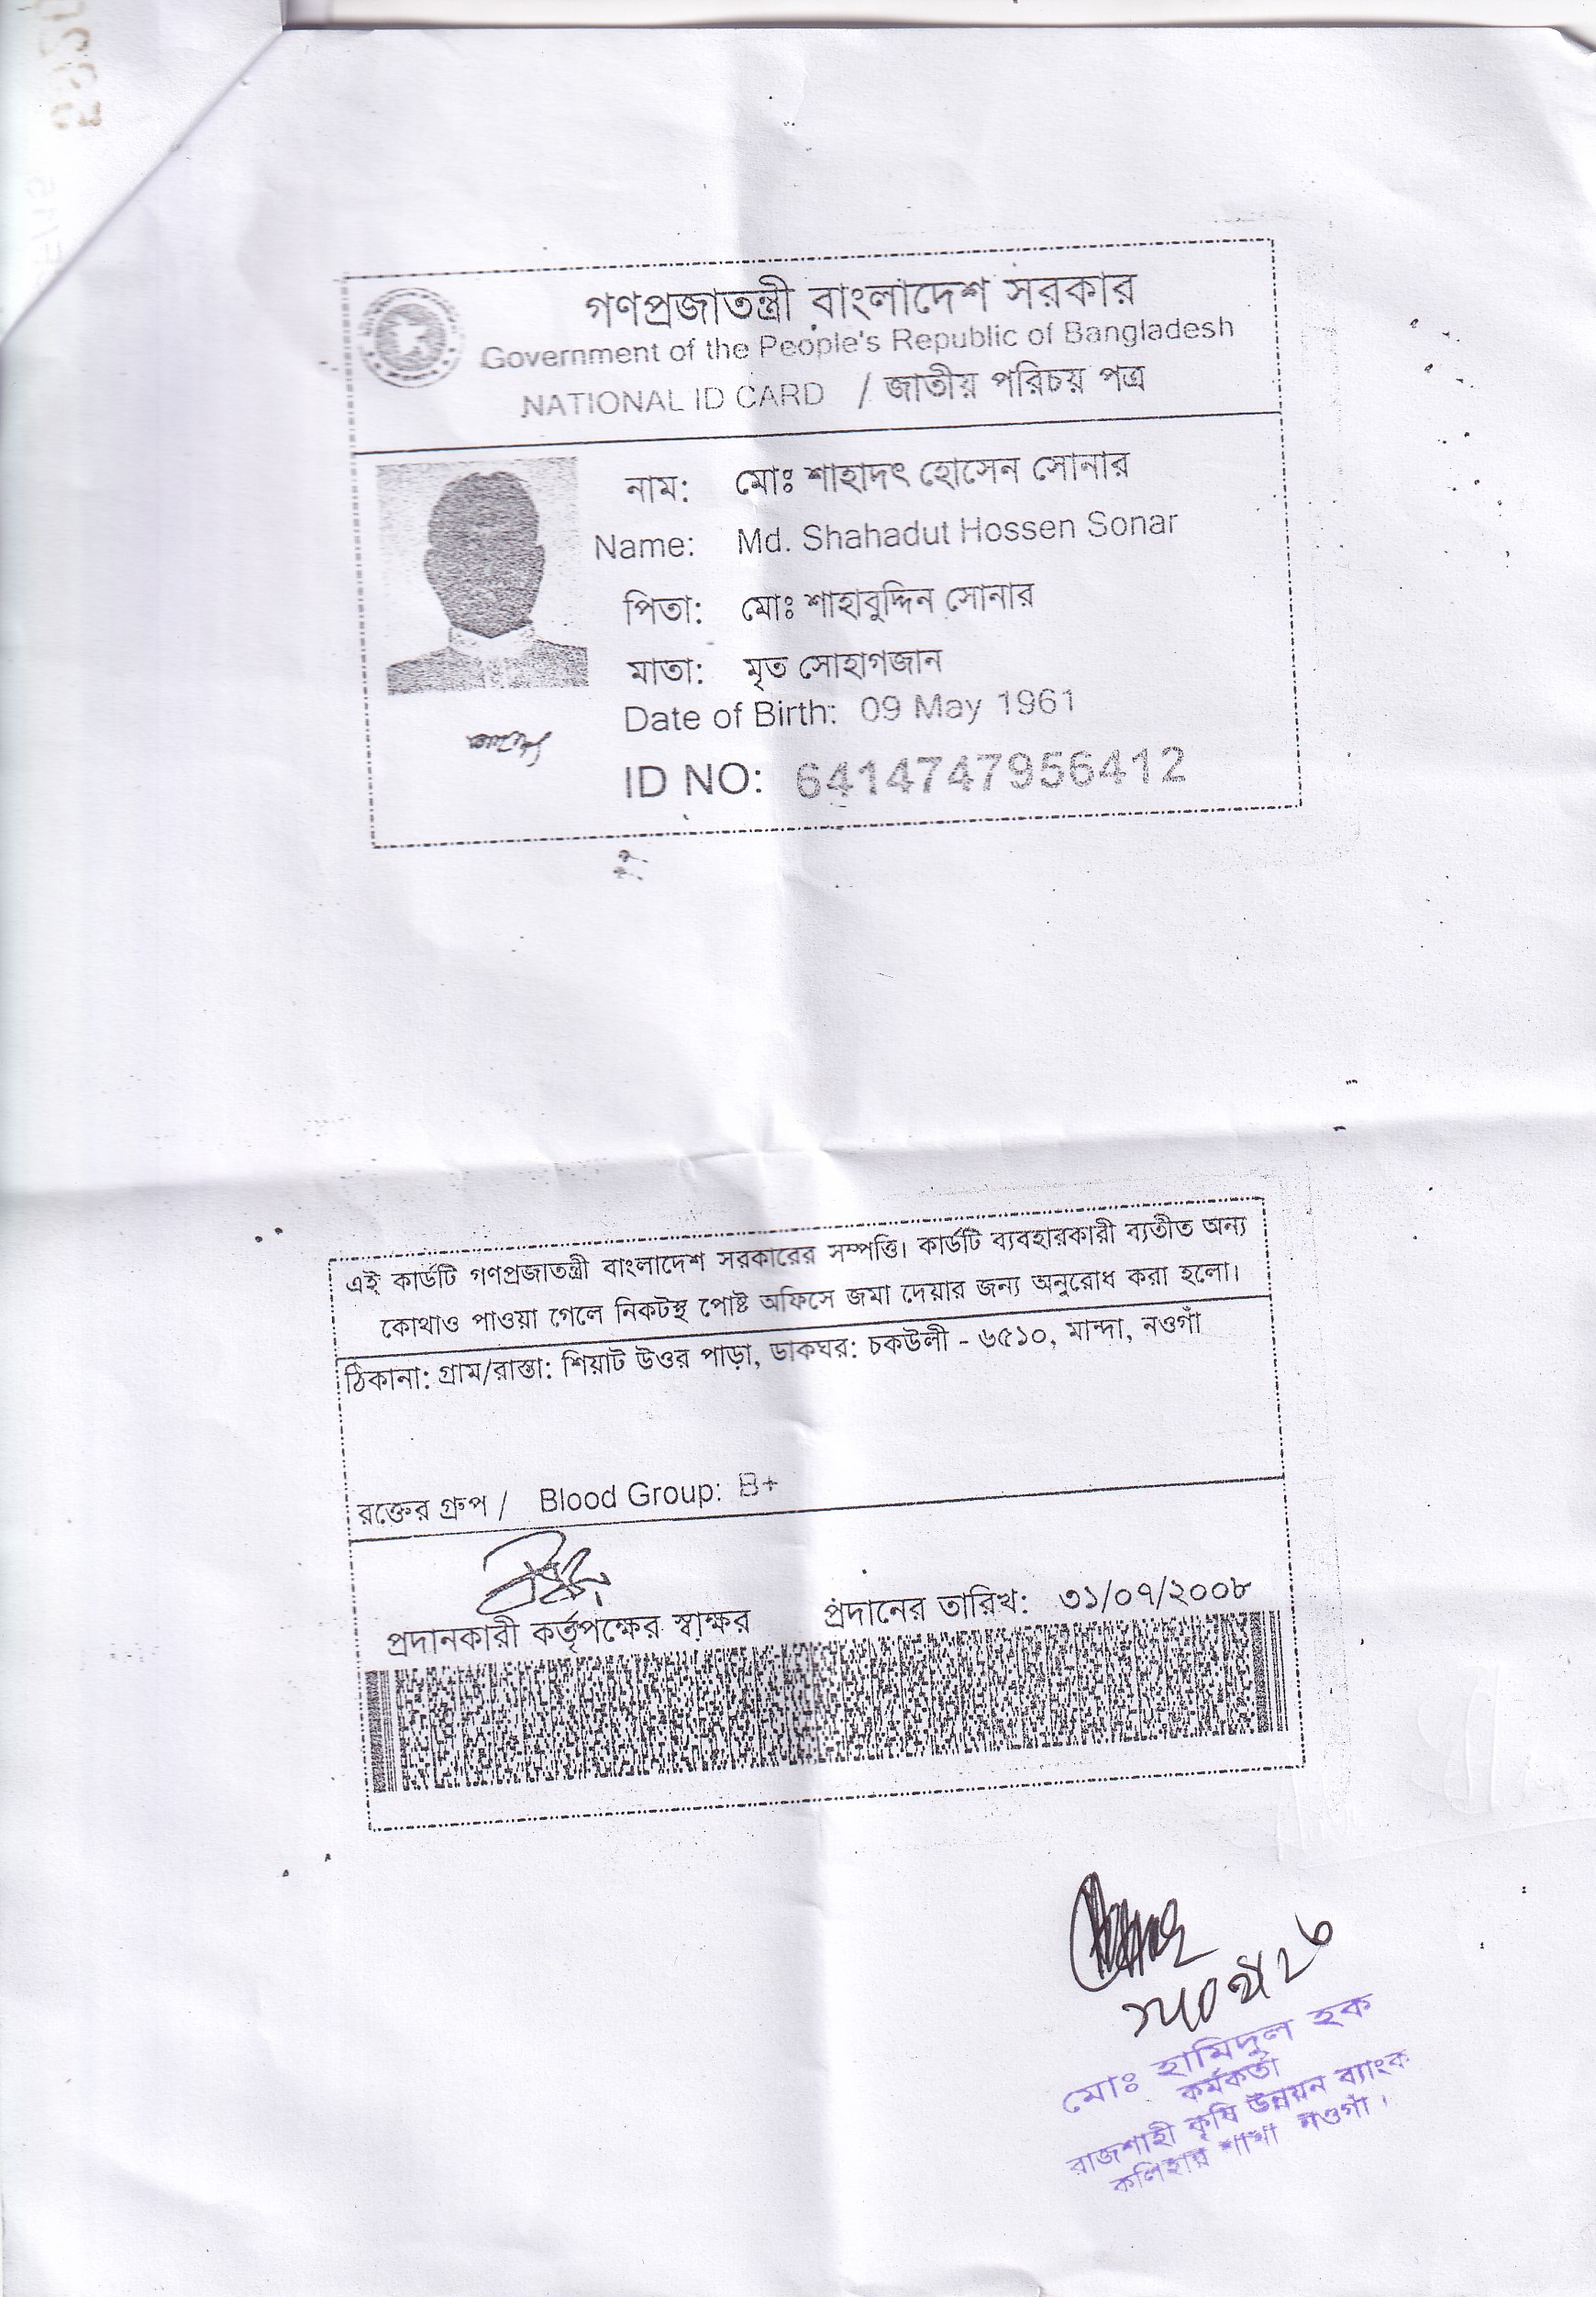 গণপ্রজাতন্ত্রী বাংলাদেশ সরকার
Government of the People's Republic of Bangladesh
NATIONAL ID CARD / জাতীয় পরিচয় পত্র
নাম: মোঃ শাহাদৎ হোসেন সোনার
Name: Md. Shahadut Hossen Sonar
পিতা: মোঃ শাহাবুদ্দিন সোনার
মাতা: মৃত সোহাগজান
Date of Birth: 09 May 1961
ID NO: 6414747956412
এই কার্ডটি গণপ্রজাতন্ত্রী বাংলাদেশ সরকারের সম্পত্তি। কার্ডটি ব্যবহারকারী ব্যতীত অন্য
কোথাও পাওয়া গেলে নিকটস্থ পোষ্ট অফিসে জমা দেয়ার জন্য অনুরোধ করা হলো।
ঠিকানা: গ্রাম/রাস্তা: শিয়াট উওর পাড়া, ডাকঘর: চকউলী - ৬৫১০, মান্দা, নওগাঁ
রক্তের গ্রুপ / Blood Group: B+
প্রদানকারী কর্তৃপক্ষের স্বাক্ষর প্রদানের তারিখ: ৩১/০৭/২০০৮
মোঃ হামিদুল হক
কর্মকর্তা
রাজশাহী কৃষি উন্নয়ন ব্যাংক
কলিহার শাখা নওগাঁ।